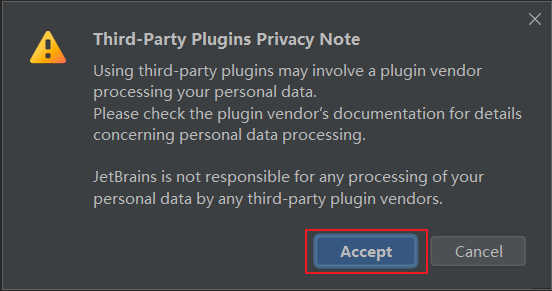 Third-Party Plugins Privacy Note
Using third-party plugins may involve a plugin vendor
processing your personal data.
Please check the plugin vendor's documentation for details
concerning personal data processing.
JetBrains is not responsible for any processing of your
personal data by any third-party plugin vendors.
Accept
Cancel